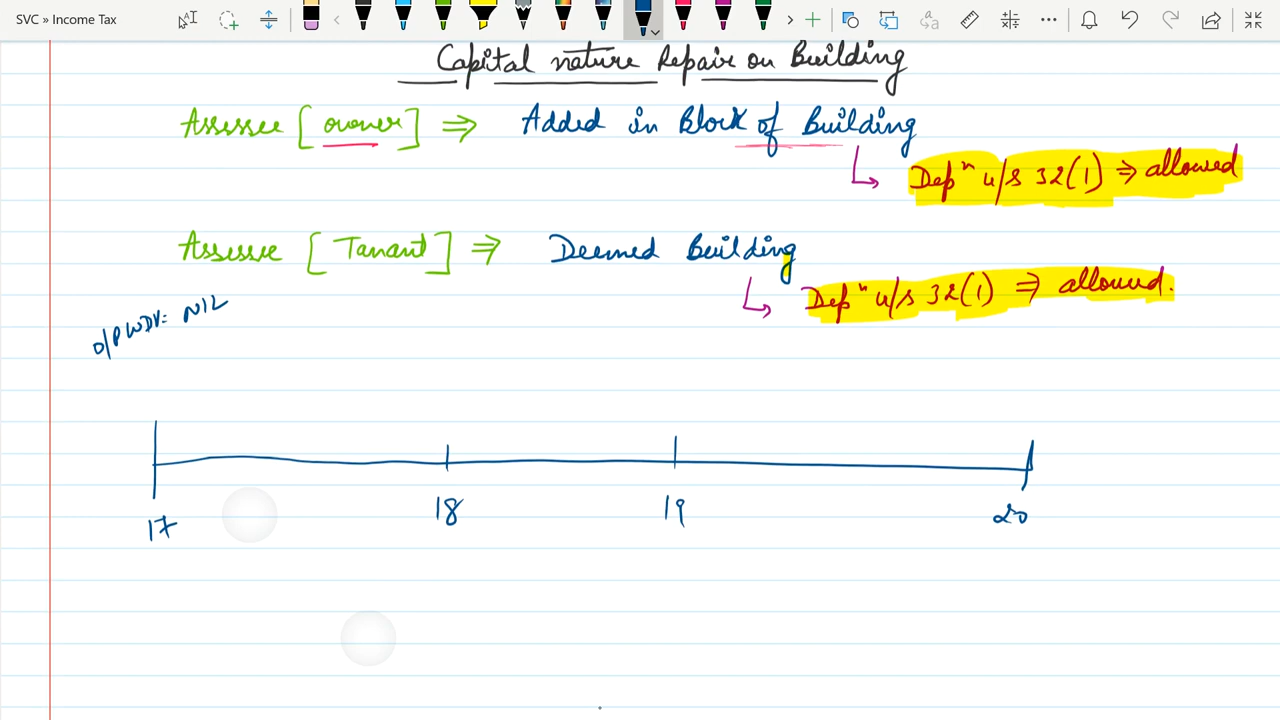 SVC » Income Tax
Capital nature Repair on Building
Assessee [owner] ⇒ Added in Block of Building
Depⁿ u/s 32(1) ⇒ allowed
Assessee [Tanant] ⇒ Deemed Building
Depⁿ u/s 32(1) ⇒ allowed.
O/P WDV: NIL
17 18 19 20